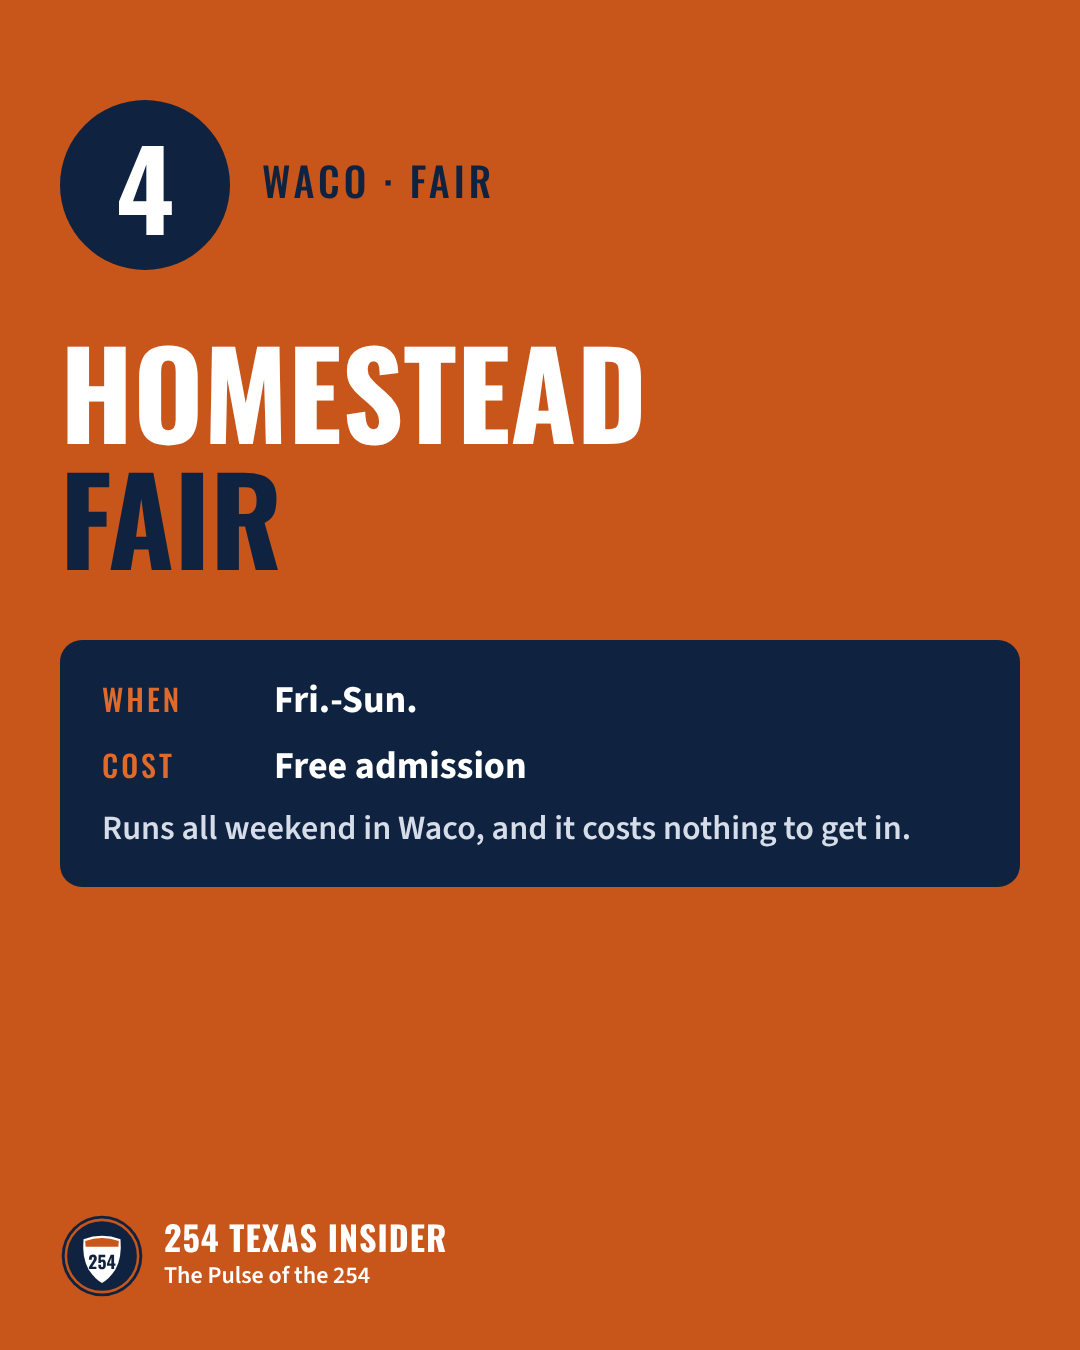 4
WACO · FAIR
HOMESTEAD
FAIR
WHEN Fri.-Sun.
COST Free admission
Runs all weekend in Waco, and it costs nothing to get in.
254
254 TEXAS INSIDER
The Pulse of the 254